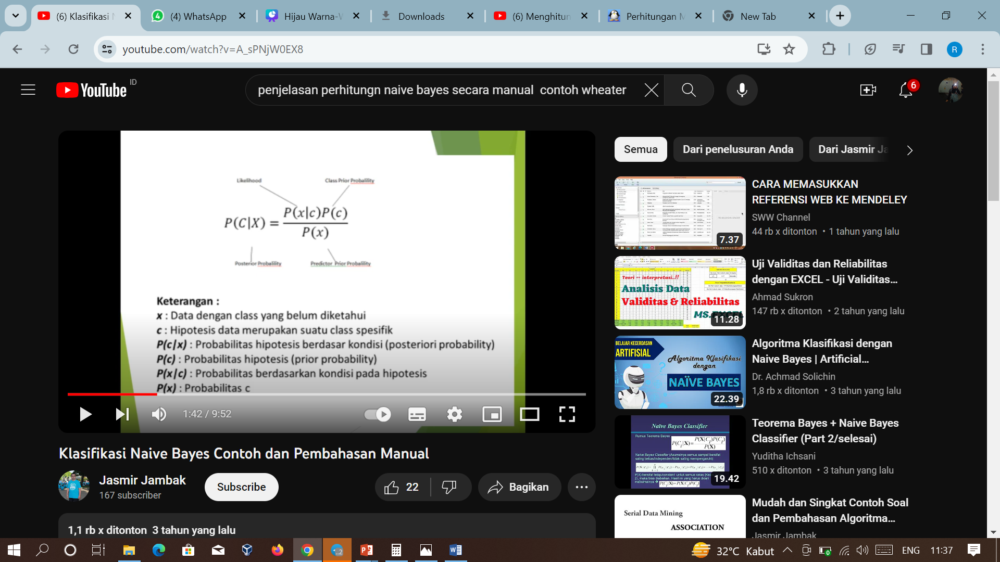 (6) Klasifikasi N
(4) WhatsApp
Hijau Warna-W
Downloads
(6) Menghitun
Perhitungan M
New Tab
youtube.com/watch?v=A_sPNjW0EX8
R
YouTube ID
penjelasan perhitungn naive bayes secara manual contoh wheater
6
Likelihood
Class Prior Probalility
P(C|X) = P(x|c)P(c)
P(x)
Posterior Probalility
Predictor Prior Probalility
Keterangan :
x : Data dengan class yang belum diketahui
c : Hipotesis data merupakan suatu class spesifik
P(c|x) : Probabilitas hipotesis berdasar kondisi (posteriori probability)
P(c) : Probabilitas hipotesis (prior probability)
P(x|c) : Probabilitas berdasarkan kondisi pada hipotesis
P(x) : Probabilitas c
1:42 / 9:52
Klasifikasi Naive Bayes Contoh dan Pembahasan Manual
Jasmir Jambak
167 subscriber
Subscribe
22
Bagikan
1,1 rb x ditonton 3 tahun yang lalu
Semua
Dari penelusuran Anda
Dari Jasmir Ja
7.37
CARA MEMASUKKAN
REFERENSI WEB KE MENDELEY
SWW Channel
44 rb x ditonton • 1 tahun yang lalu
Teori ↔ interpretasi..!!
Analisis Data
Validitas & Reliabilitas
MS.EXCEL
11.28
Uji Validitas dan Reliabilitas
dengan EXCEL - Uji Validitas...
Ahmad Sukron
147 rb x ditonton • 2 tahun yang lalu
BELAJAR KECERDASAN
ARTIFISIAL
Algoritma Klasifikasi
dengan
NAÏVE BAYES
22.39
Algoritma Klasifikasi dengan
Naive Bayes | Artificial...
Dr. Achmad Solichin
1,8 rb x ditonton • 3 tahun yang lalu
Naïve Bayes Classifier
Rumus Teorema Bayes:
19.42
Teorema Bayes + Naive Bayes
Classifier (Part 2/selesai)
Yuditha Ichsani
510 x ditonton • 3 tahun yang lalu
Serial Data Mining
ASSOCIATION
Mudah dan Singkat Contoh Soal
dan Pembahasan Algoritma...
Jasmir Jambak
32°C Kabut
ENG
11:37